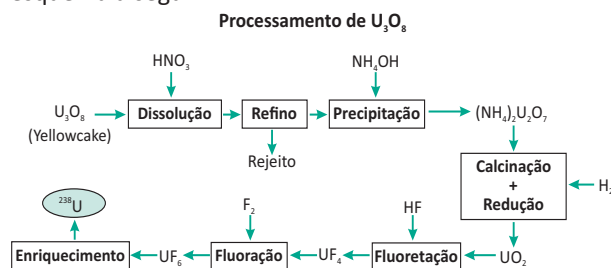 Processamento de U₃O₈
HNO₃
NH₄OH
U₃O₈
(Yellowcake)
Dissolução
Refino
Precipitação
(NH₄)₂U₂O₇
Rejeito
Calcinação
+
Redução
²³⁸U
F₂
HF
Enriquecimento
UF₆
Fluoração
UF₄
Fluoretação
UO₂